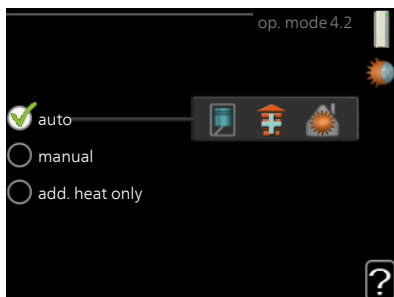 op. mode 4.2
auto
manual
add. heat only
?